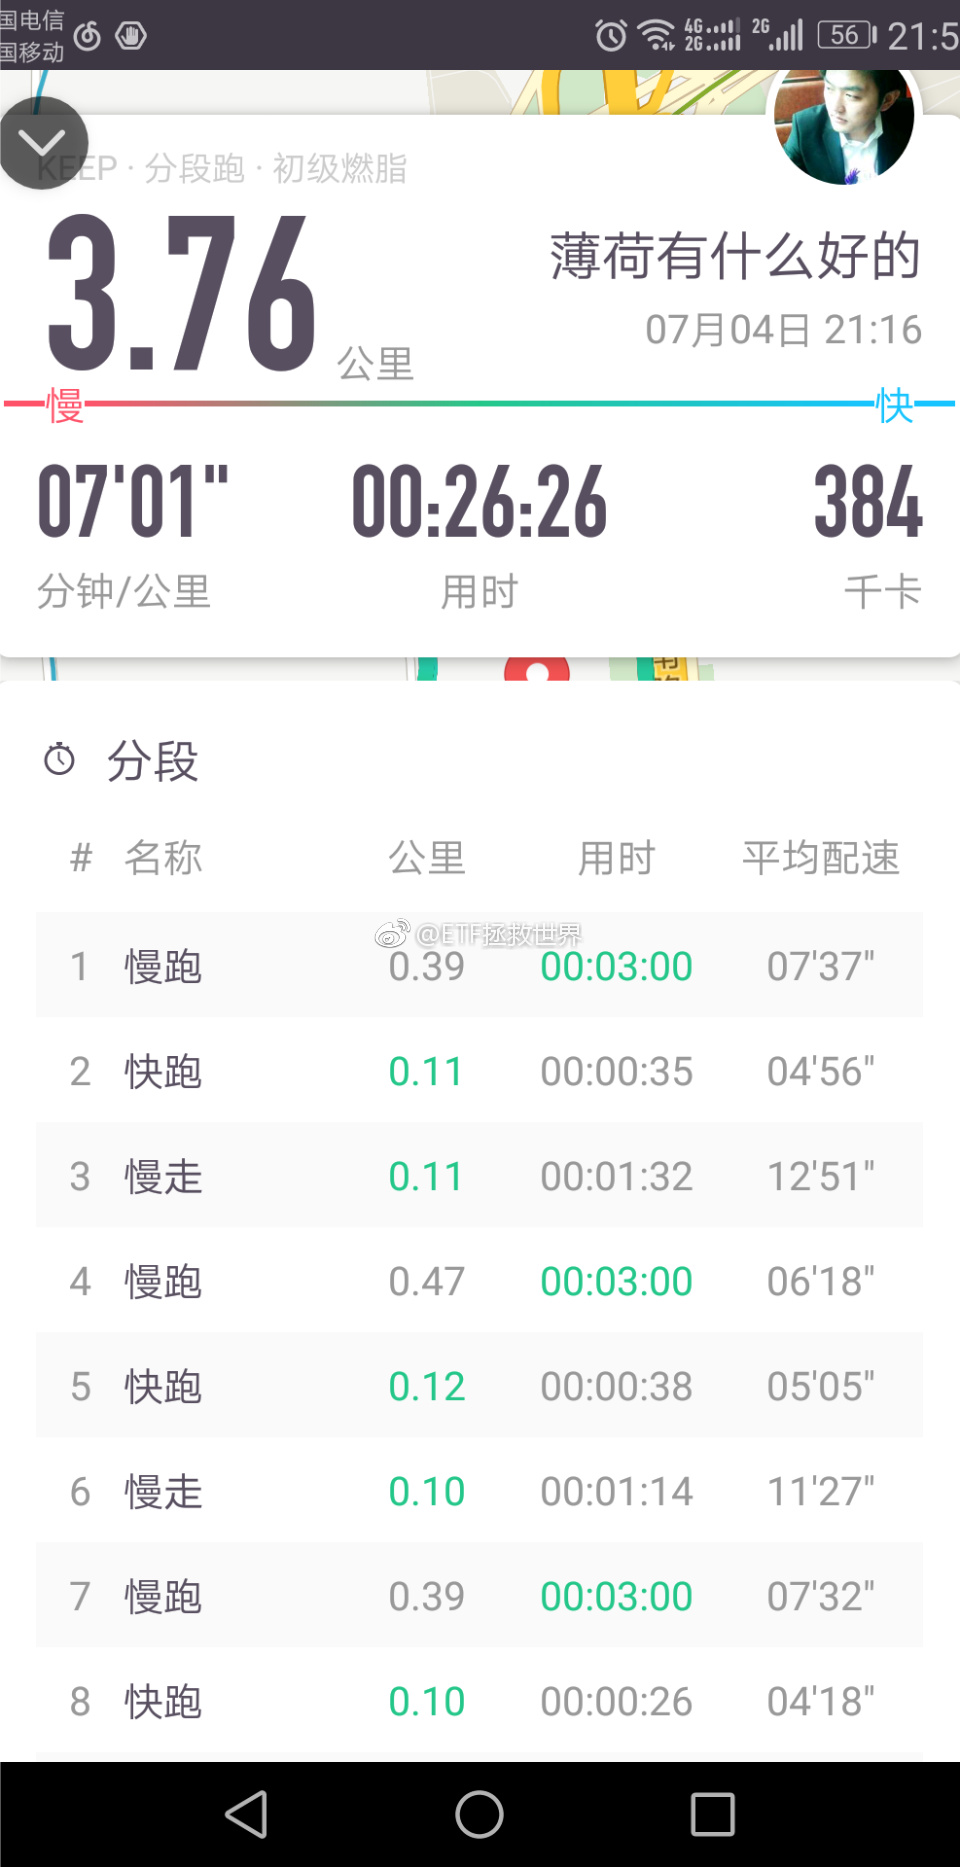 国电信
国移动
4G
2G
2G
56
21:5
KEEP · 分段跑 · 初级燃脂
3.76 公里
薄荷有什么好的
07月04日 21:16
慢 快
07'01" 00:26:26 384
分钟/公里 用时 千卡
分段
# 名称 公里 用时 平均配速
@ETF拯救世界
1 慢跑 0.39 00:03:00 07'37"
2 快跑 0.11 00:00:35 04'56"
3 慢走 0.11 00:01:32 12'51"
4 慢跑 0.47 00:03:00 06'18"
5 快跑 0.12 00:00:38 05'05"
6 慢走 0.10 00:01:14 11'27"
7 慢跑 0.39 00:03:00 07'32"
8 快跑 0.10 00:00:26 04'18"